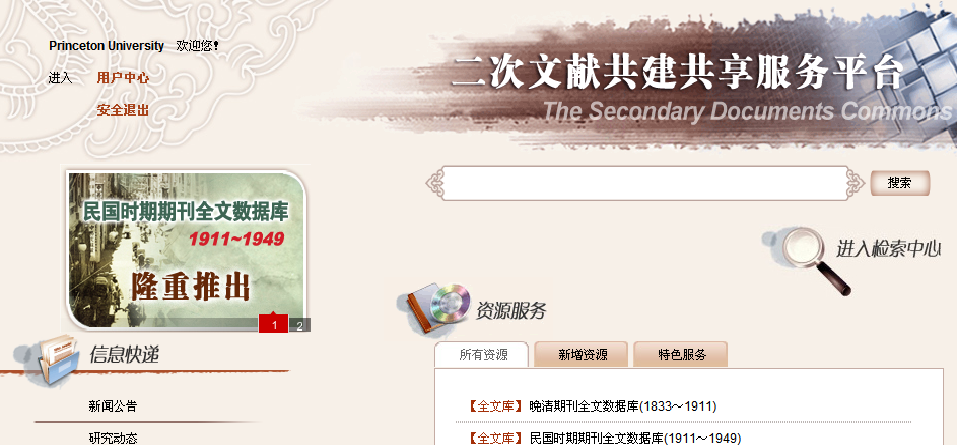 Princeton University 欢迎您!
进入 用户中心
安全退出
二次文献共建共享服务平台
The Secondary Documents Commons
搜索
民国时期期刊全文数据库
1911~1949
隆重推出
1 2
进入检索中心
资源服务
信息快递
所有资源 新增资源 特色服务
新闻公告
【全文库】 晚清期刊全文数据库(1833～1911)
研究动态
【全文库】 民国时期期刊全文数据库(1911～1949)